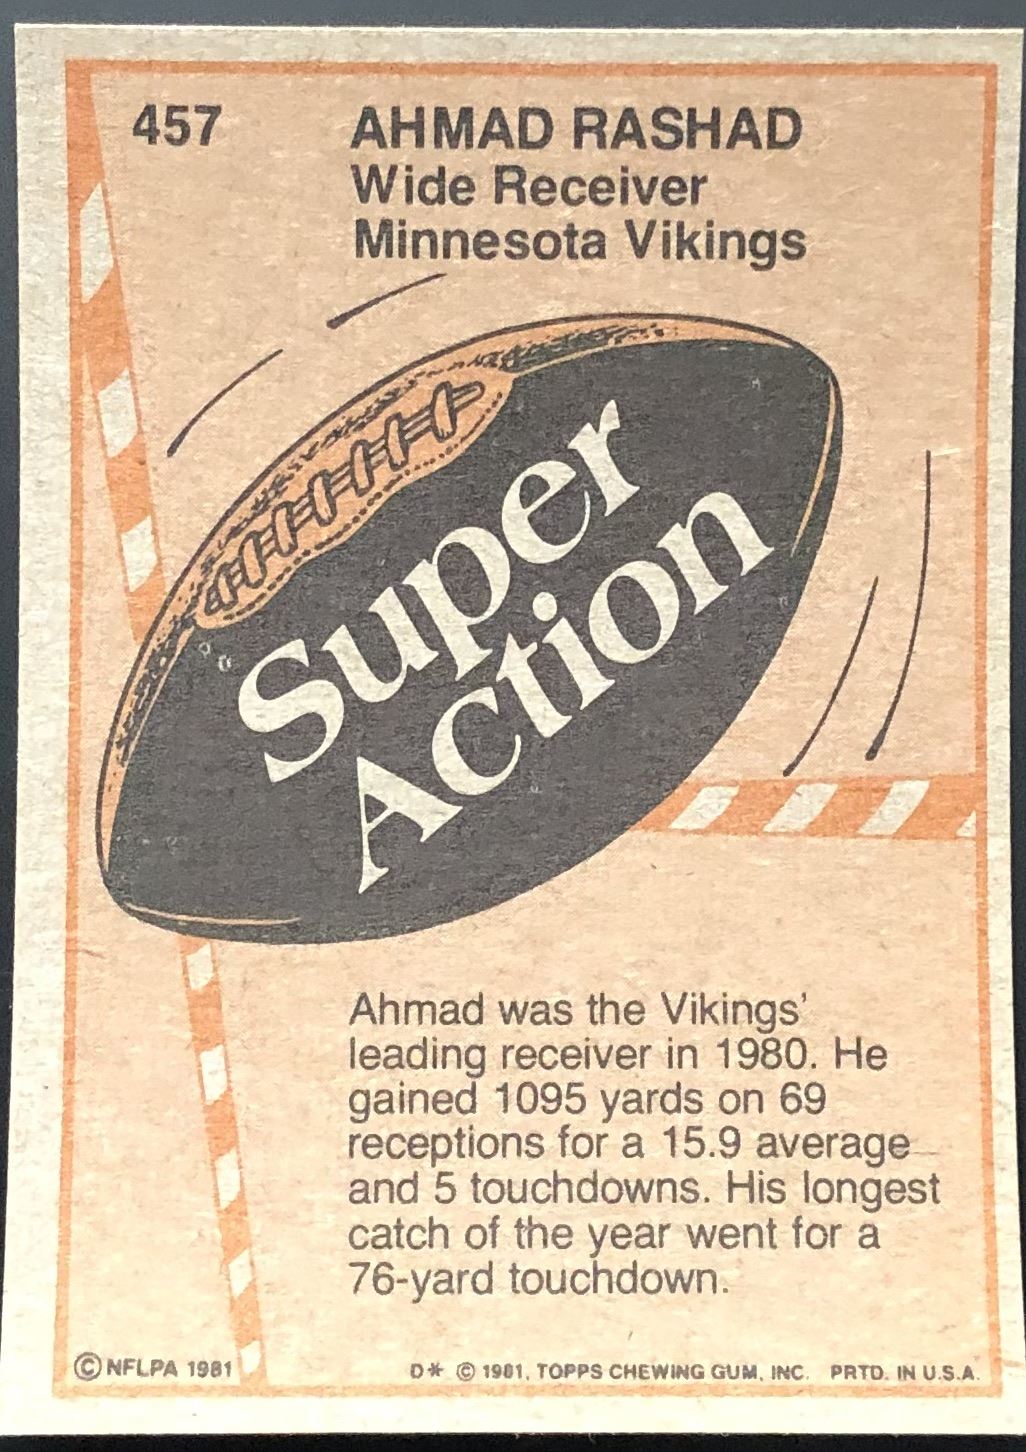 457
AHMAD RASHAD
Wide Receiver
Minnesota Vikings
Super
Action
Ahmad was the Vikings'
leading receiver in 1980. He
gained 1095 yards on 69
receptions for a 15.9 average
and 5 touchdowns. His longest
catch of the year went for a
76-yard touchdown.
© NFLPA 1981
D* © 1981, TOPPS CHEWING GUM, INC. PRTD. IN U.S.A.